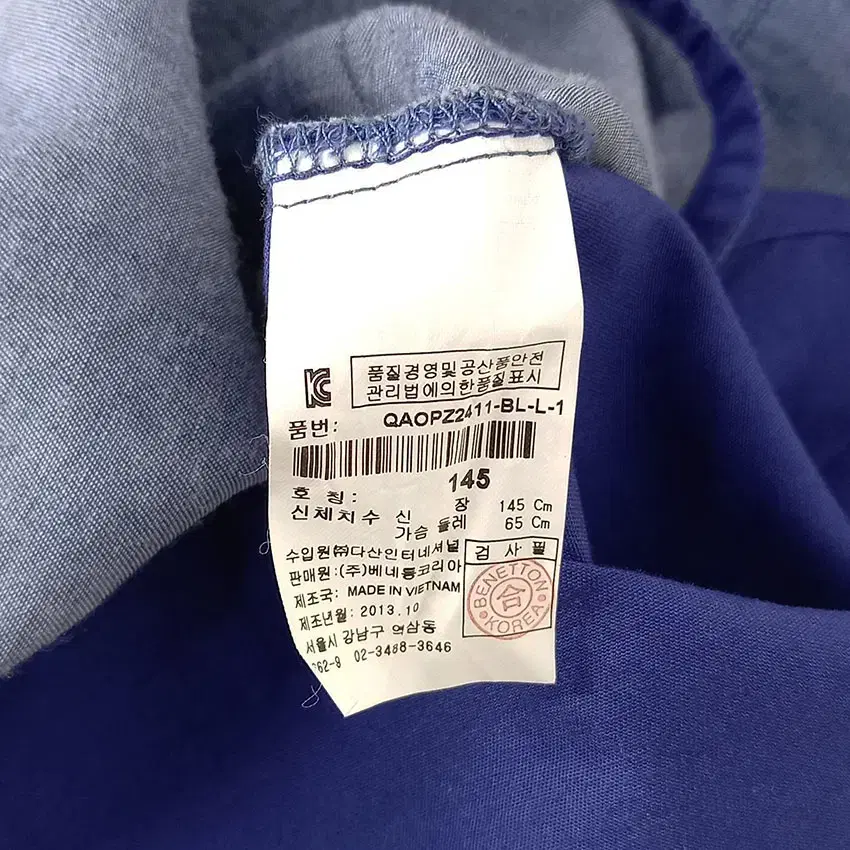 KC
품질경영및공산품안전
관리법에의한품질표시
품번: QAOPZ2411-BL-L-1
호 칭: 145
신체치수 신 장 145 Cm
가슴 둘레 65 Cm
수입원(주)다산인터네셔널
판매원:(주)베네통코리아
제조국: MADE IN VIETNAM
제조년월: 2013.10
서울시 강남구 역삼동
62-9 02-3488-3646
검 사 필
BENETTON
合
KOREA